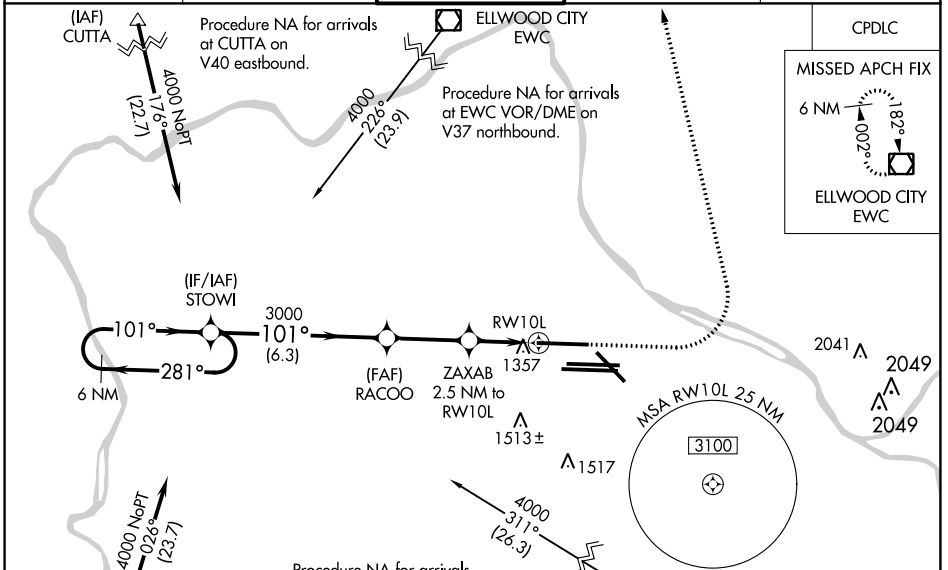 (IAF)
CUTTA
Procedure NA for arrivals
at CUTTA on
V40 eastbound.
ELLWOOD CITY
EWC
CPDLC
MISSED APCH FIX
6 NM
182°
002°
ELLWOOD CITY
EWC
4000 NoPT
176°
(22.7)
4000
226°
(23.9)
Procedure NA for arrivals
at EWC VOR/DME on
V37 northbound.
(IF/IAF)
STOWI
101°
281°
6 NM
3000
101°
(6.3)
(FAF)
RACOO
ZAXAB
2.5 NM to
RW10L
RW10L
1357
1513±
1517
2041
2049
2049
MSA RW10L 25 NM
3100
4000 NoPT
026°
(23.7)
4000
311°
(26.3)
Procedure NA for arrivals